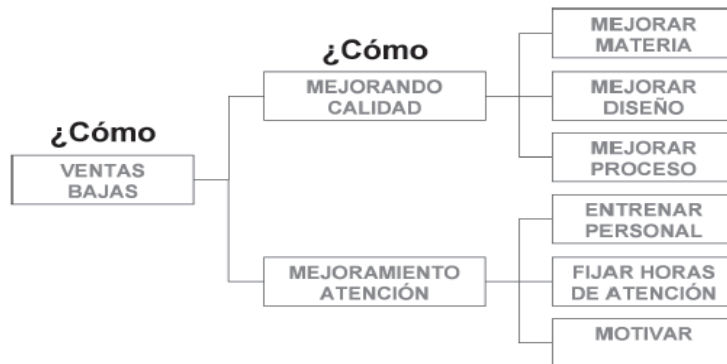 ¿Cómo
VENTAS
BAJAS
¿Cómo
MEJORANDO
CALIDAD
MEJORAR
MATERIA
MEJORAR
DISEÑO
MEJORAR
PROCESO
MEJORAMIENTO
ATENCIÓN
ENTRENAR
PERSONAL
FIJAR HORAS
DE ATENCIÓN
MOTIVAR